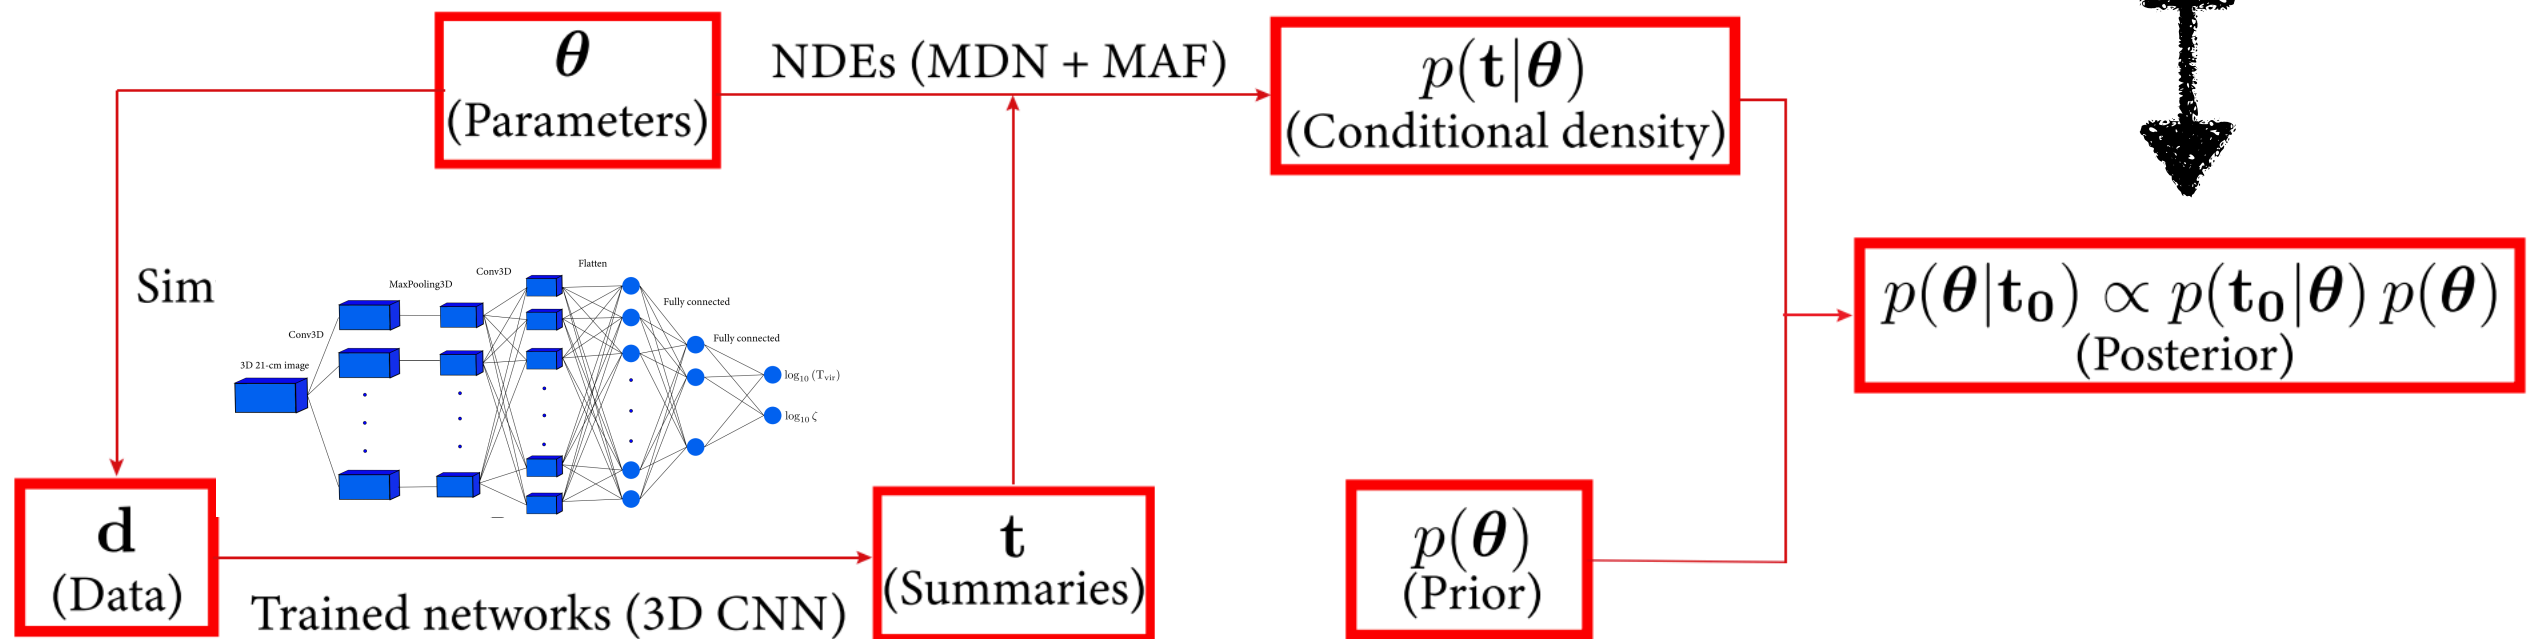 θ
(Parameters)
NDEs (MDN + MAF)
p(t|θ)
(Conditional density)
Sim
3D 21-cm image
Conv3D
MaxPooling3D
Conv3D
Flatten
Fully connected
Fully connected
log₁₀ (Tᵥᵢᵣ)
log₁₀ ζ
p(θ|t₀) ∝ p(t₀|θ) p(θ)
(Posterior)
d
(Data)
Trained networks (3D CNN)
t
(Summaries)
p(θ)
(Prior)